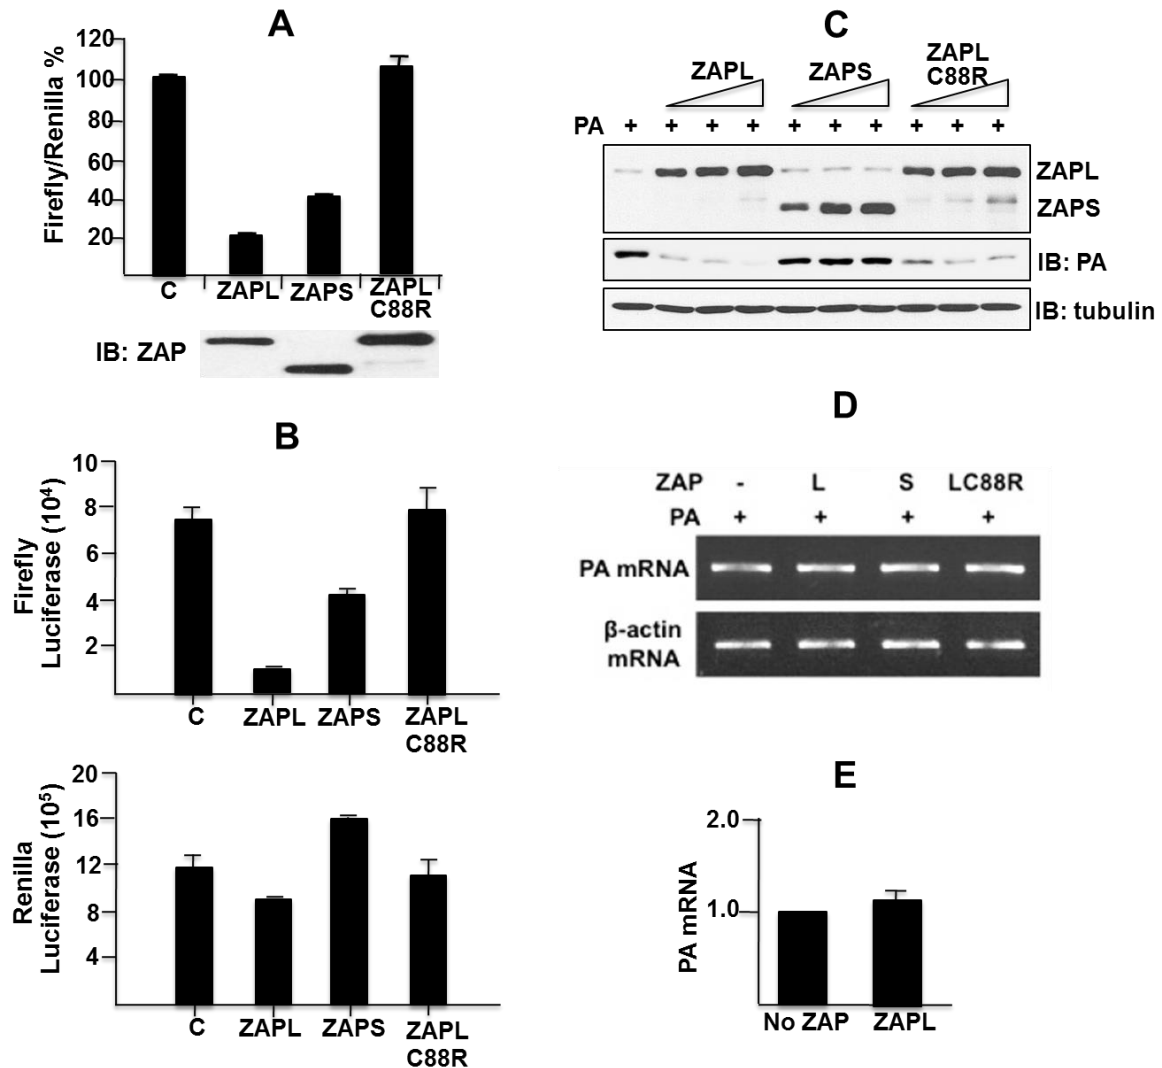 A
Firefly/Renilla %
120
100
80
60
40
20
C
ZAPL
ZAPS
ZAPL
C88R
IB: ZAP
B
Firefly
Luciferase (10⁴)
10
8
6
4
2
C
ZAPL
ZAPS
ZAPL
C88R
Renilla
Luciferase (10⁵)
20
16
12
8
4
C
ZAPL
ZAPS
ZAPL
C88R
C
ZAPL
ZAPS
ZAPL
C88R
PA + + + + + + + + + +
ZAPL
ZAPS
IB: PA
IB: tubulin
D
ZAP - L S LC88R
PA + + + +
PA mRNA
β-actin
mRNA
E
PA mRNA
2.0
1.0
No ZAP
ZAPL